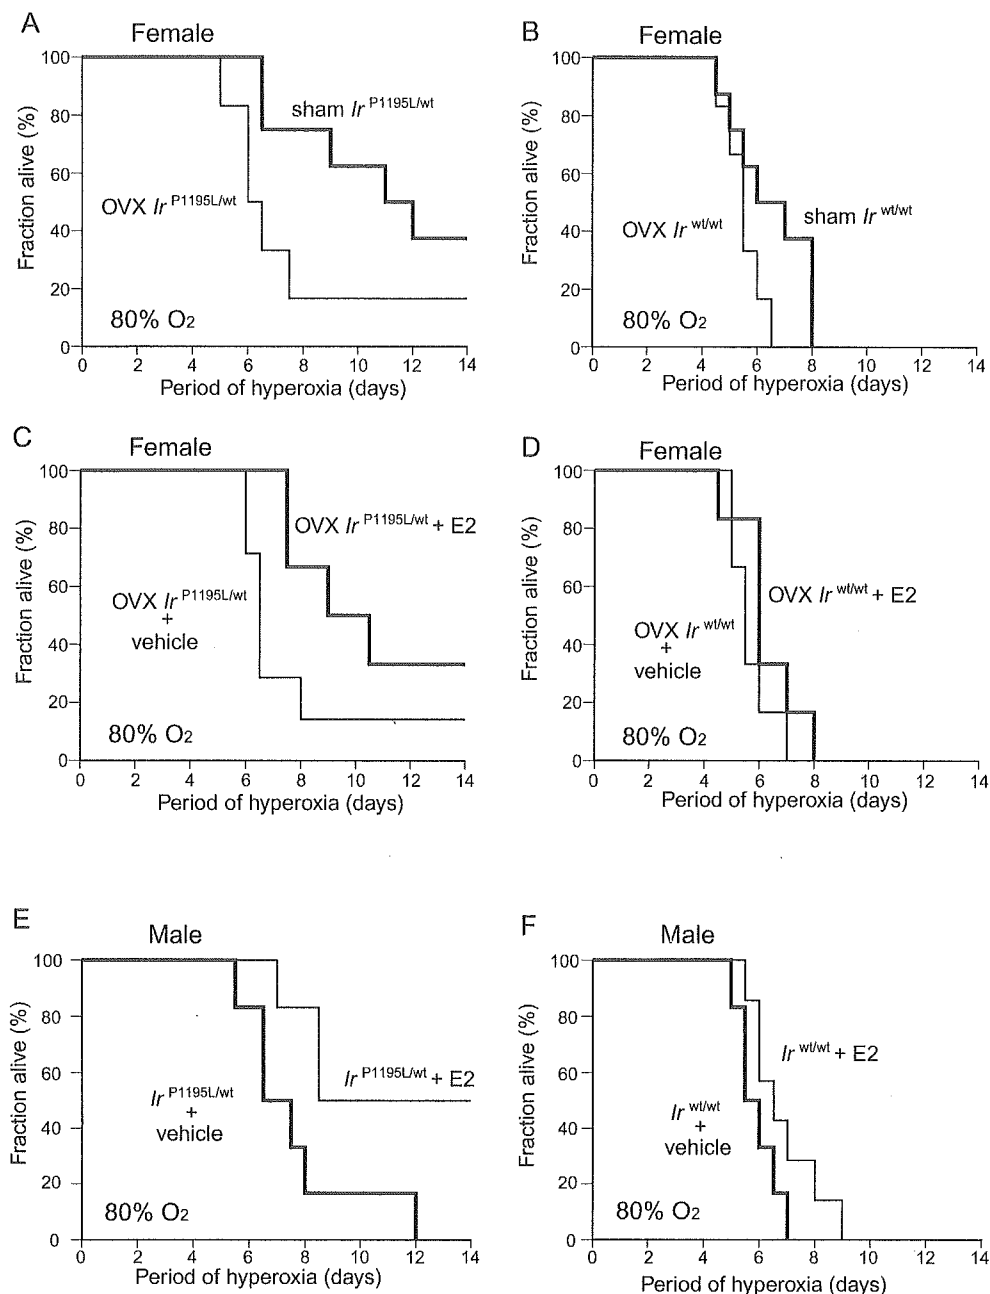 A
Female
Fraction alive (%)
100
80
60
40
20
0
sham Ir P1195L/wt
OVX Ir P1195L/wt
80% O2
0 2 4 6 8 10 12 14
Period of hyperoxia (days)
B
Female
Fraction alive (%)
100
80
60
40
20
0
OVX Ir wt/wt
sham Ir wt/wt
80% O2
0 2 4 6 8 10 12 14
Period of hyperoxia (days)
C
Female
Fraction alive (%)
100
80
60
40
20
0
OVX Ir P1195L/wt + E2
OVX Ir P1195L/wt
+
vehicle
80% O2
0 2 4 6 8 10 12 14
Period of hyperoxia (days)
D
Female
Fraction alive (%)
100
80
60
40
20
0
OVX Ir wt/wt + E2
OVX Ir wt/wt
+
vehicle
80% O2
0 2 4 6 8 10 12 14
Period of hyperoxia (days)
E
Male
Fraction alive (%)
100
80
60
40
20
0
Ir P1195L/wt + E2
Ir P1195L/wt
+
vehicle
80% O2
0 2 4 6 8 10 12 14
Period of hyperoxia (days)
F
Male
Fraction alive (%)
100
80
60
40
20
0
Ir wt/wt + E2
Ir wt/wt
+
vehicle
80% O2
0 2 4 6 8 10 12 14
Period of hyperoxia (days)